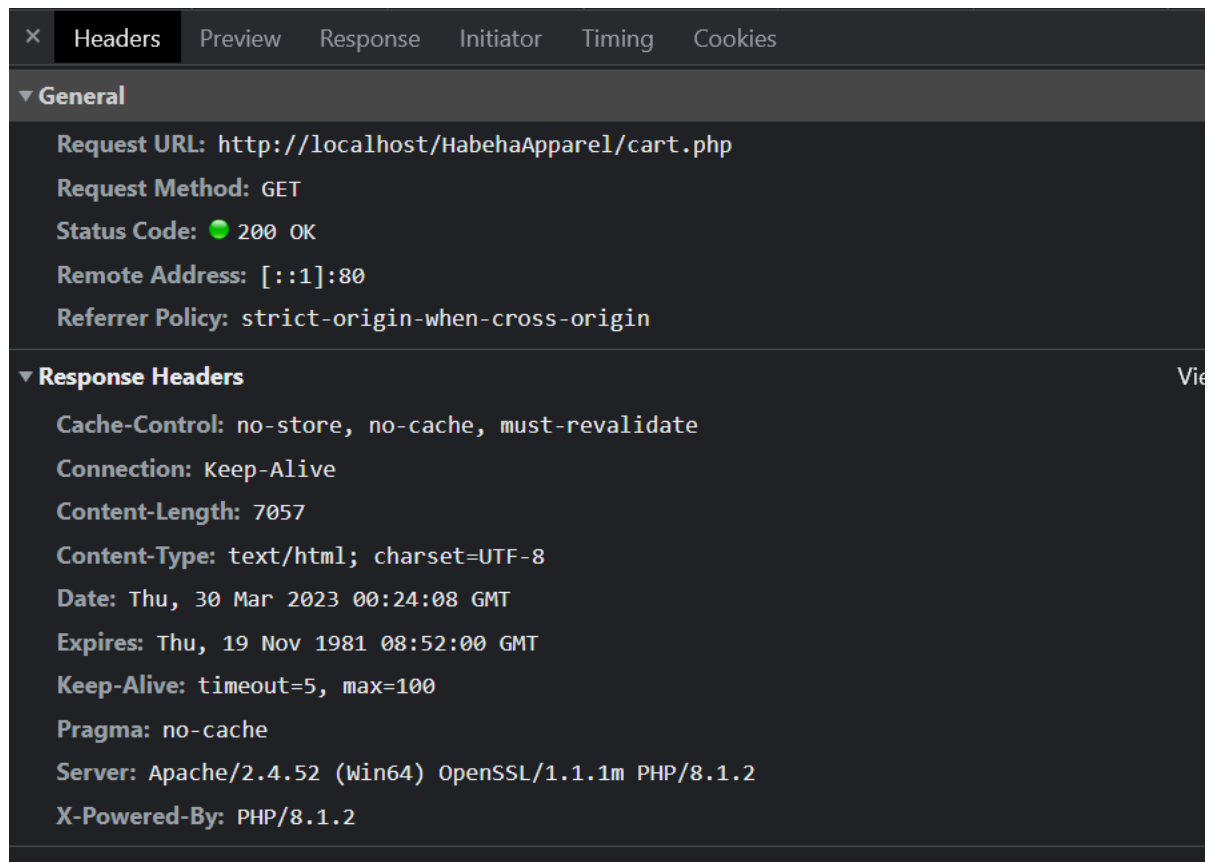 × Headers Preview Response Initiator Timing Cookies
▼ General
Request URL: http://localhost/HabehaApparel/cart.php
Request Method: GET
Status Code: 200 OK
Remote Address: [::1]:80
Referrer Policy: strict-origin-when-cross-origin
▼ Response Headers Vie
Cache-Control: no-store, no-cache, must-revalidate
Connection: Keep-Alive
Content-Length: 7057
Content-Type: text/html; charset=UTF-8
Date: Thu, 30 Mar 2023 00:24:08 GMT
Expires: Thu, 19 Nov 1981 08:52:00 GMT
Keep-Alive: timeout=5, max=100
Pragma: no-cache
Server: Apache/2.4.52 (Win64) OpenSSL/1.1.1m PHP/8.1.2
X-Powered-By: PHP/8.1.2